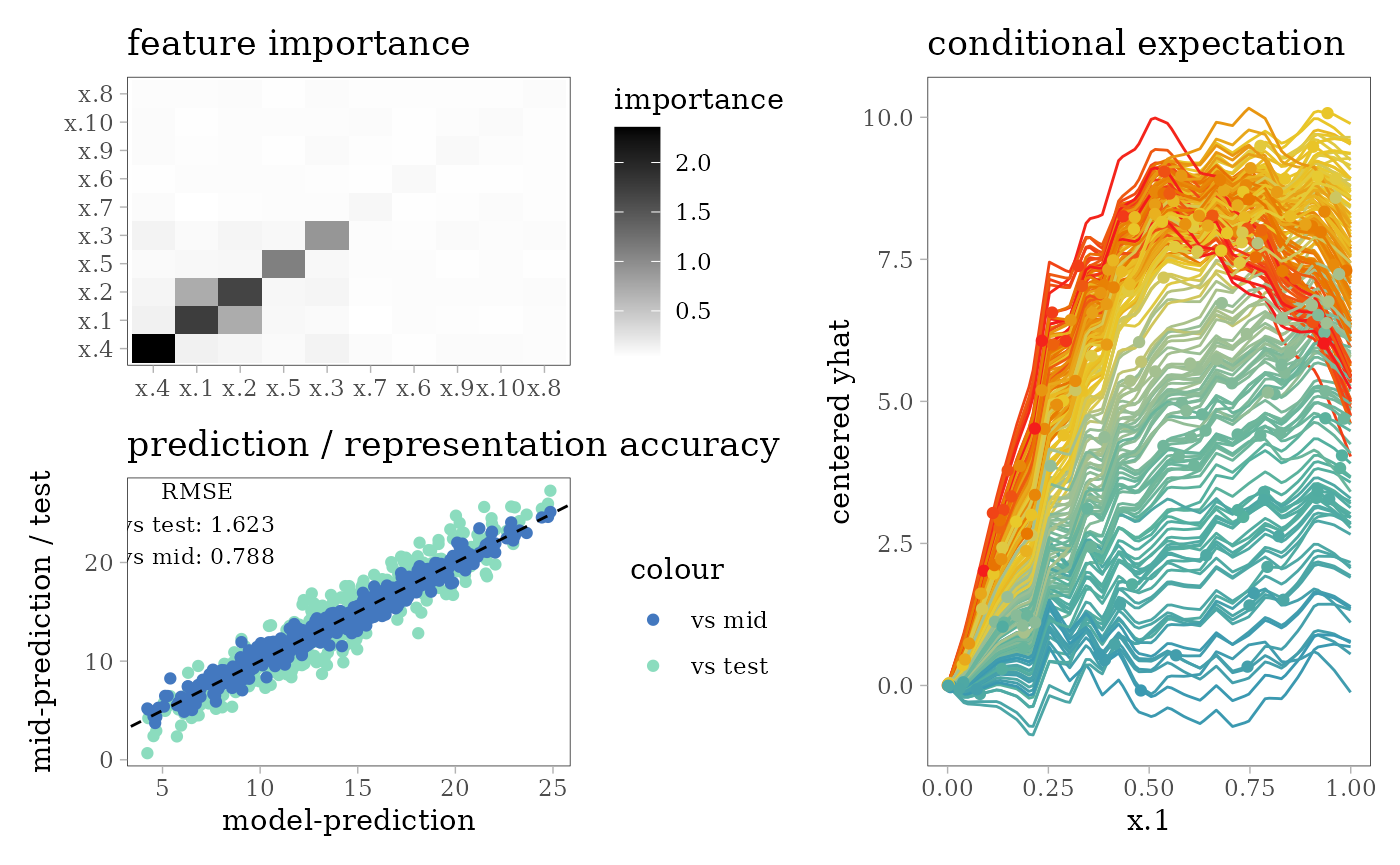 feature importance
x.8
x.10
x.9
x.6
x.7
x.3
x.5
x.2
x.1
x.4
x.4 x.1 x.2 x.5 x.3 x.7 x.6 x.9 x.10 x.8
importance
2.0
1.5
1.0
0.5
prediction / representation accuracy
mid-prediction / test
RMSE
vs test: 1.623
vs mid: 0.788
20
10
0
5 10 15 20 25
model-prediction
colour
vs mid
vs test
conditional expectation
centered yhat
10.0
7.5
5.0
2.5
0.0
0.00 0.25 0.50 0.75 1.00
x.1